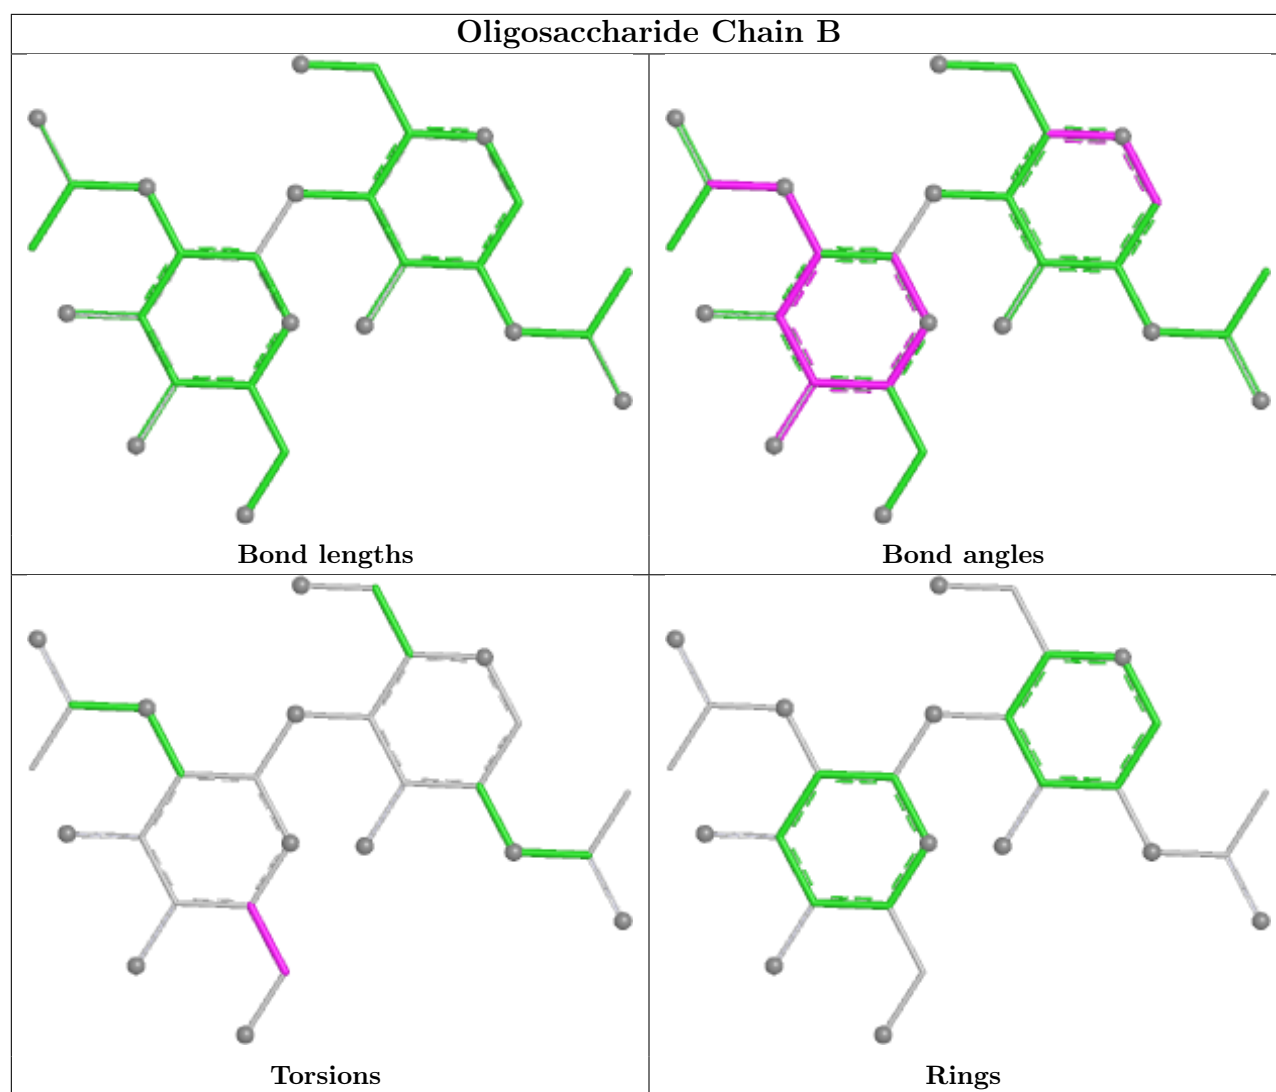 Oligosaccharide Chain B
Bond lengths
Bond angles
Torsions
Rings